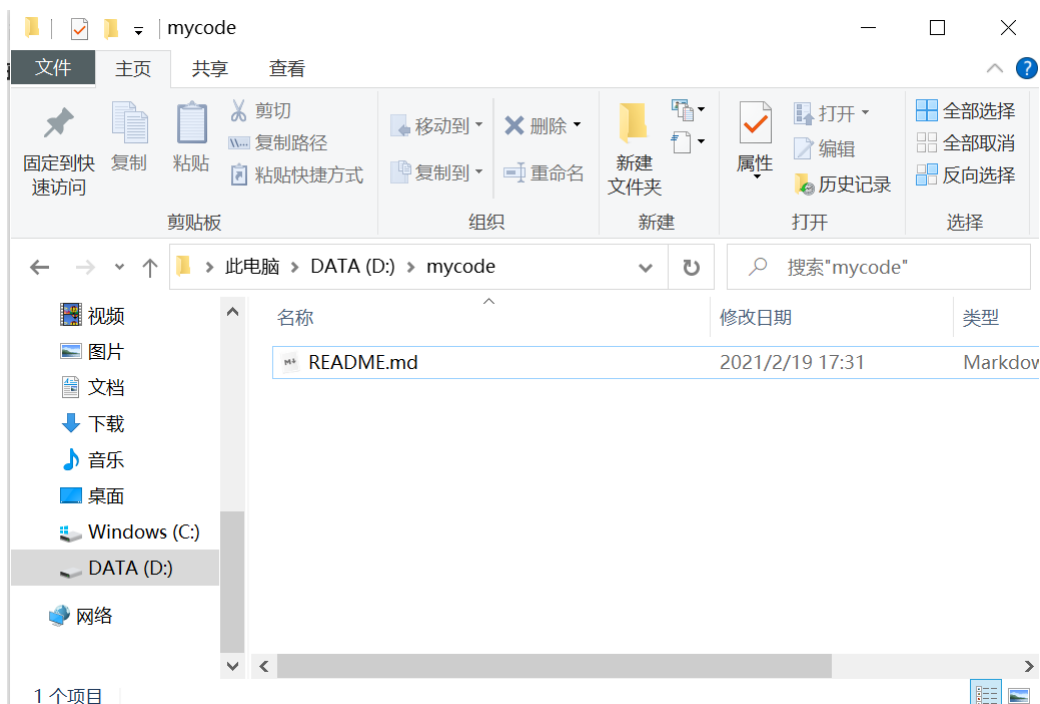 mycode
文件 主页 共享 查看
固定到快速访问
复制
粘贴
剪切
复制路径
粘贴快捷方式
剪贴板
移动到
复制到
删除
重命名
组织
新建
文件夹
新建
属性
打开
编辑
历史记录
打开
全部选择
全部取消
反向选择
选择
此电脑 > DATA (D:) > mycode
搜索"mycode"
视频
图片
文档
下载
音乐
桌面
Windows (C:)
DATA (D:)
网络
名称 修改日期 类型
README.md 2021/2/19 17:31 Markdow
1 个项目